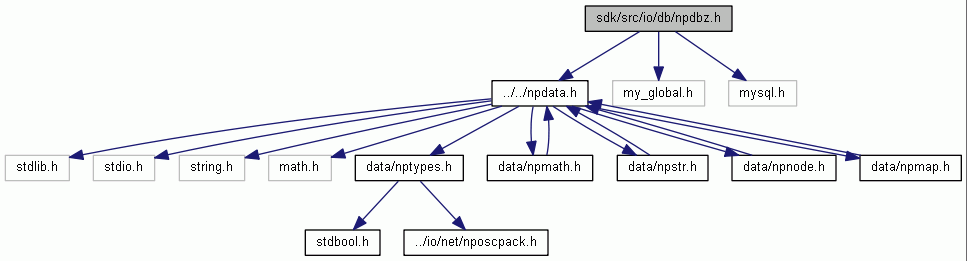 sdk/src/io/db/npdbz.h
../../npdata.h
my_global.h
mysql.h
stdlib.h
stdio.h
string.h
math.h
data/nptypes.h
data/npmath.h
data/npstr.h
data/npnode.h
data/npmap.h
stdbool.h
../io/net/nposcpack.h